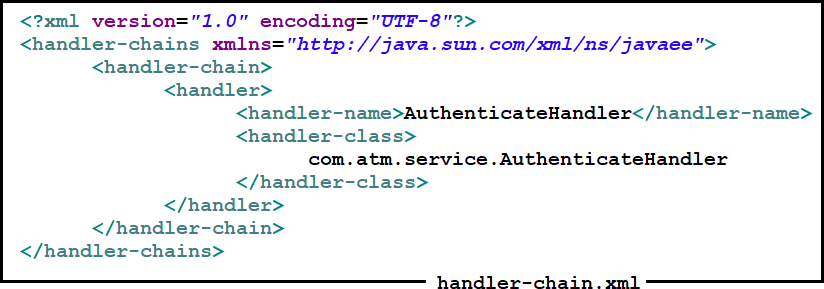 <?xml version="1.0" encoding="UTF-8"?>
<handler-chains xmlns="http://java.sun.com/xml/ns/javaee">
<handler-chain>
<handler>
<handler-name>AuthenticateHandler</handler-name>
<handler-class>
com.atm.service.AuthenticateHandler
</handler-class>
</handler>
</handler-chain>
</handler-chains>
handler-chain.xml